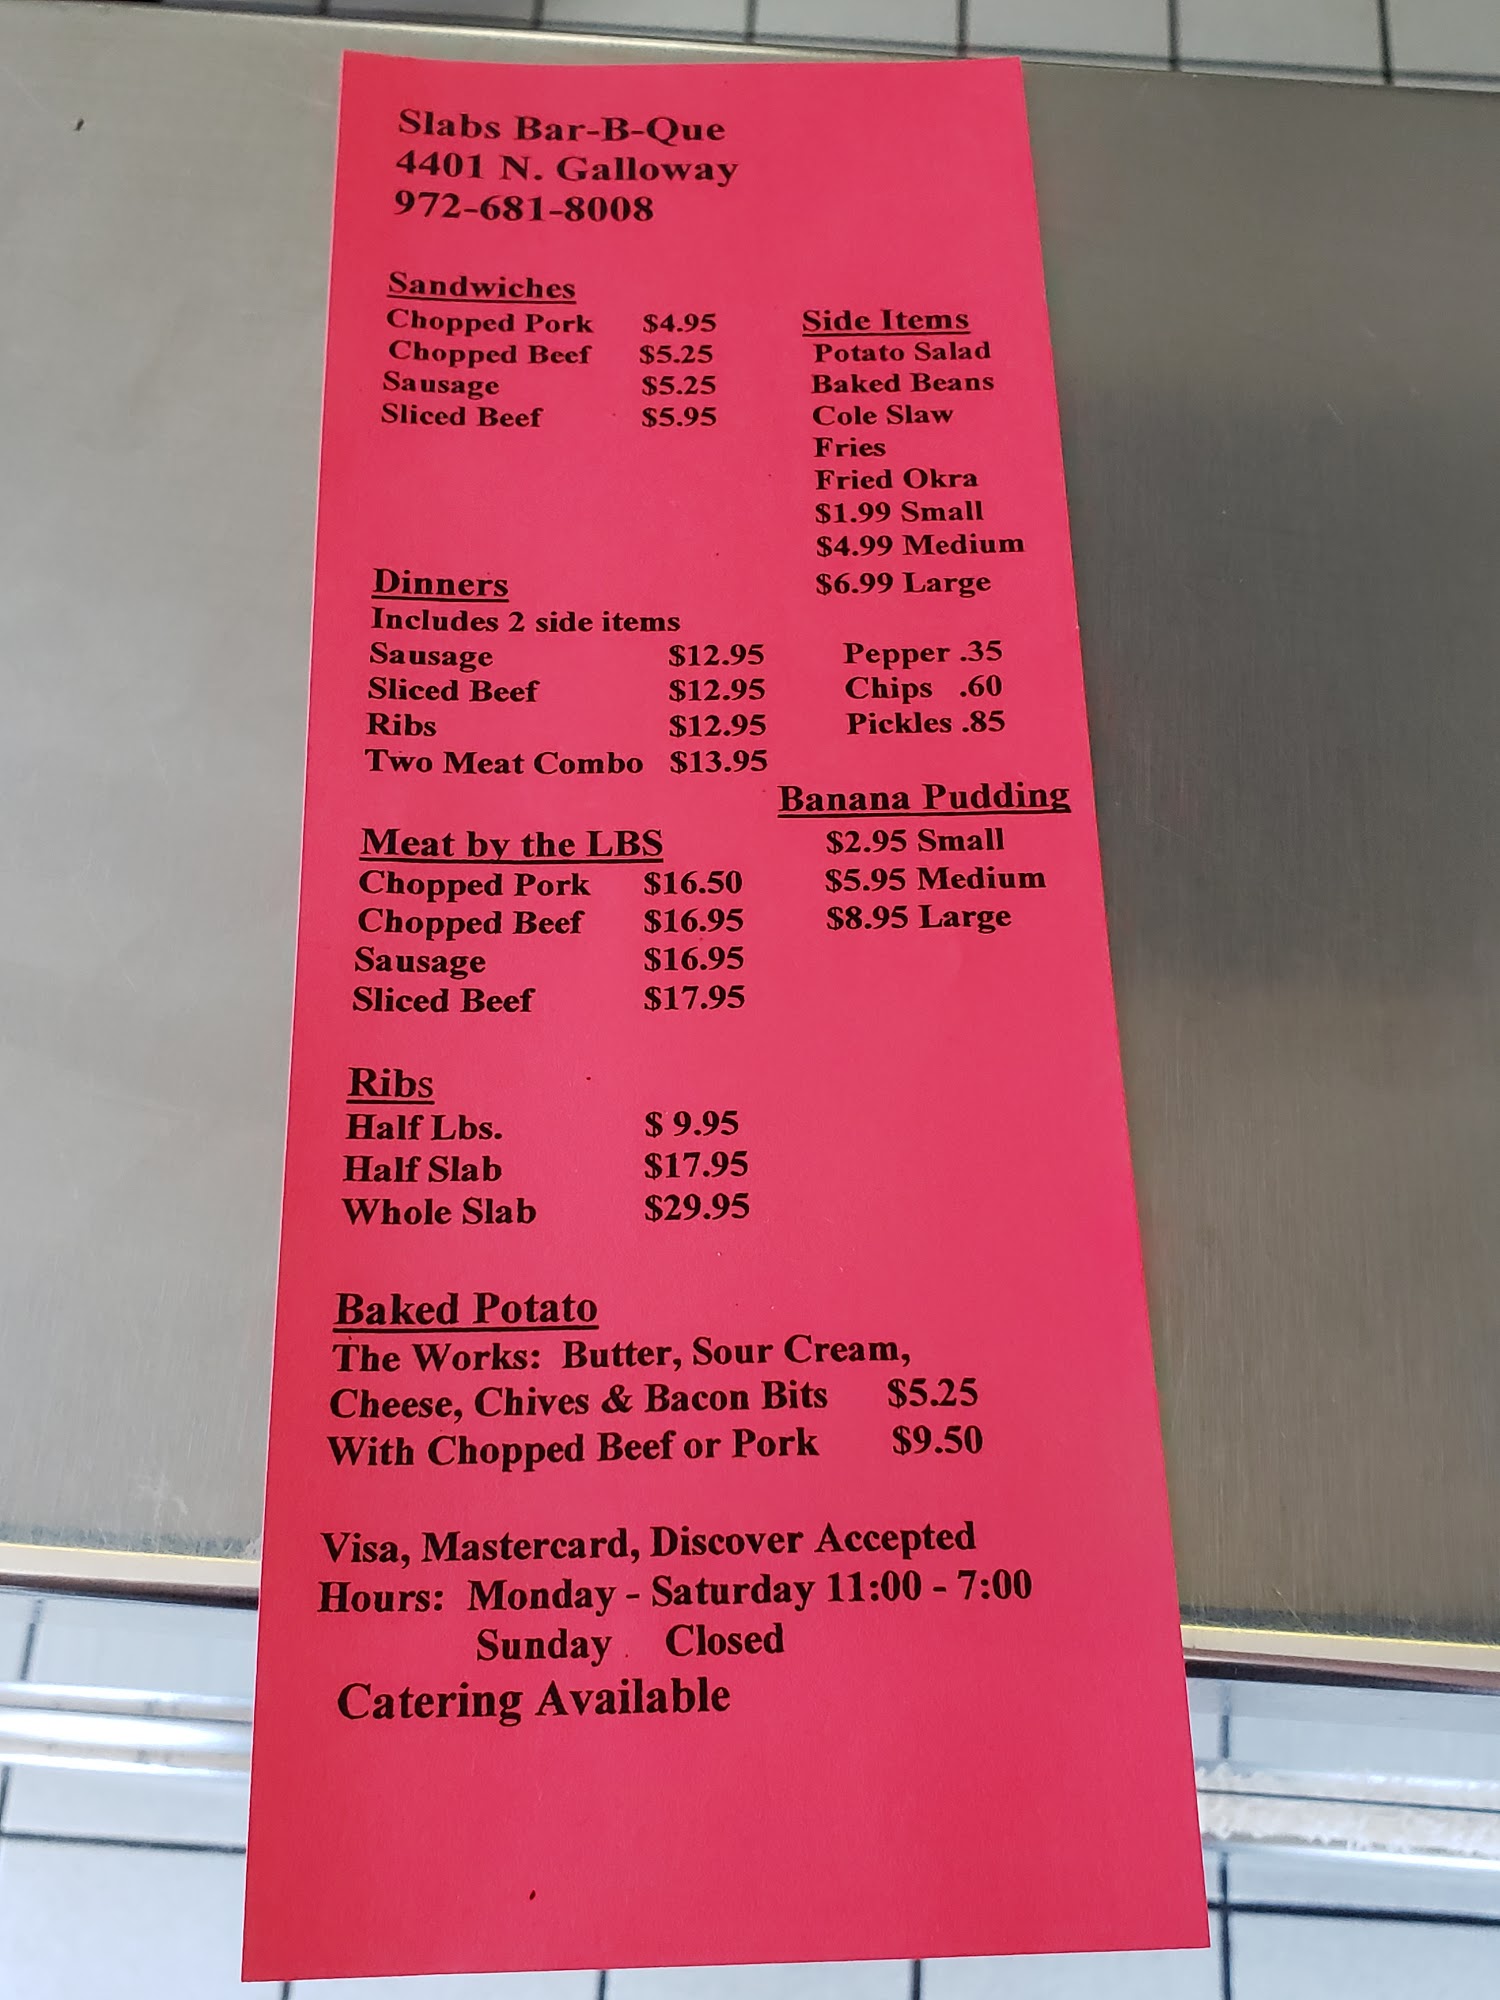 Slabs Bar-B-Que
4401 N. Galloway
972-681-8008
Sandwiches
Chopped Pork $4.95
Chopped Beef $5.25
Sausage $5.25
Sliced Beef $5.95
Side Items
Potato Salad
Baked Beans
Cole Slaw
Fries
Fried Okra
$1.99 Small
$4.99 Medium
$6.99 Large
Dinners
Includes 2 side items
Sausage $12.95
Sliced Beef $12.95
Ribs $12.95
Two Meat Combo $13.95
Pepper .35
Chips .60
Pickles .85
Banana Pudding
$2.95 Small
$5.95 Medium
$8.95 Large
Meat by the LBS
Chopped Pork $16.50
Chopped Beef $16.95
Sausage $16.95
Sliced Beef $17.95
Ribs
Half Lbs. $ 9.95
Half Slab $17.95
Whole Slab $29.95
Baked Potato
The Works: Butter, Sour Cream,
Cheese, Chives & Bacon Bits $5.25
With Chopped Beef or Pork $9.50
Visa, Mastercard, Discover Accepted
Hours: Monday - Saturday 11:00 - 7:00
Sunday Closed
Catering Available